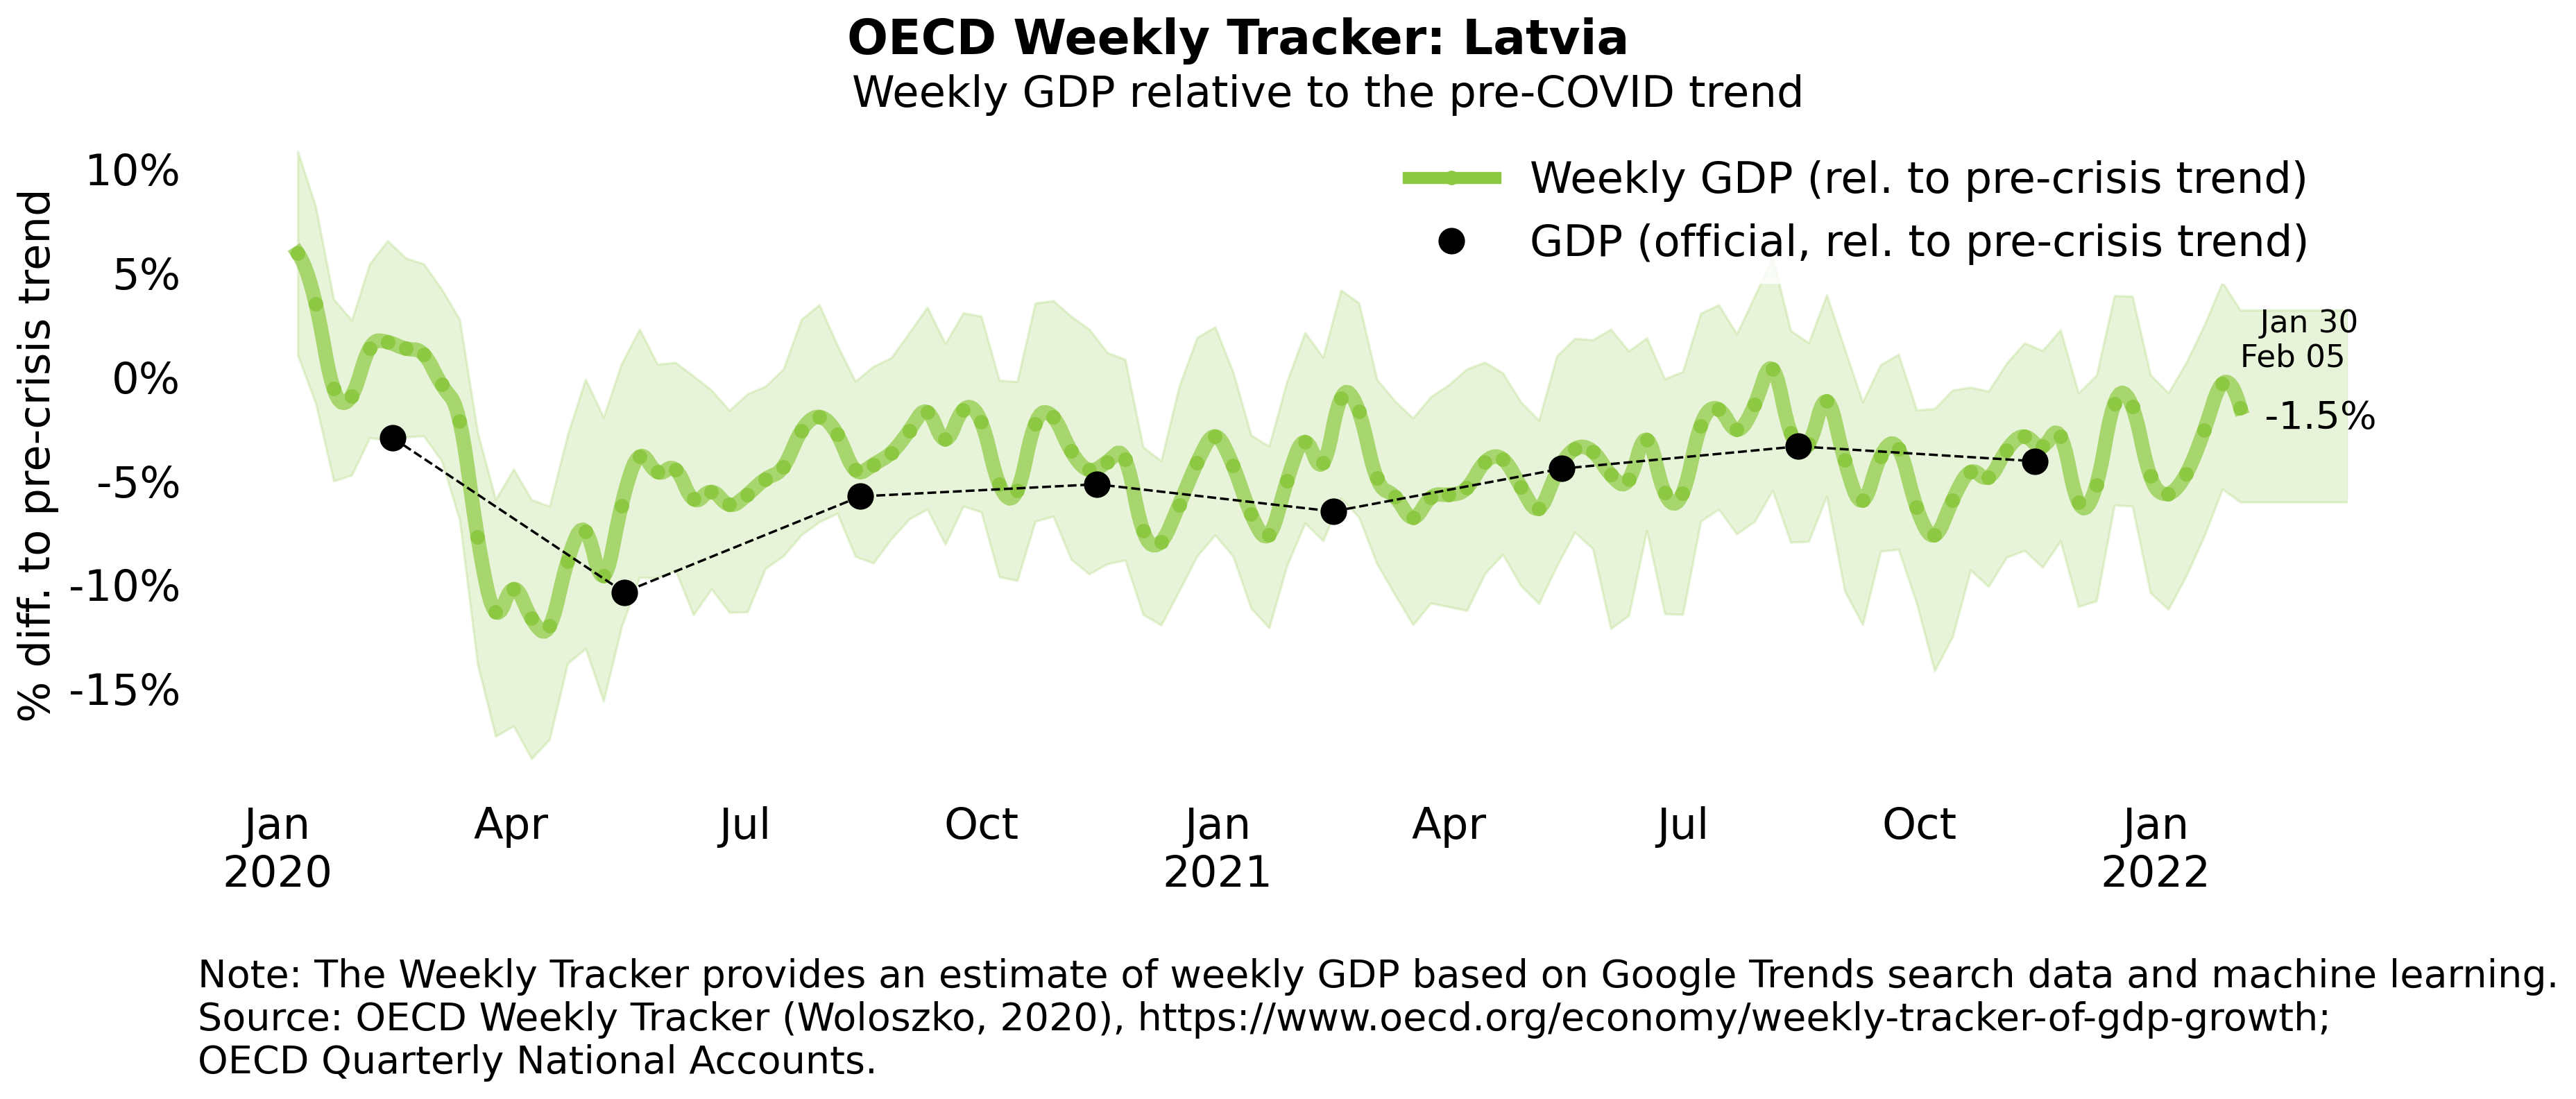 OECD Weekly Tracker: Latvia
Weekly GDP relative to the pre-COVID trend
% diff. to pre-crisis trend
10%
5%
0%
-5%
-10%
-15%
Weekly GDP (rel. to pre-crisis trend)
GDP (official, rel. to pre-crisis trend)
Jan 30
Feb 05
-1.5%
Jan Apr Jul Oct Jan Apr Jul Oct Jan
2020 2021 2022
Note: The Weekly Tracker provides an estimate of weekly GDP based on Google Trends search data and machine learning.
Source: OECD Weekly Tracker (Woloszko, 2020), https://www.oecd.org/economy/weekly-tracker-of-gdp-growth;
OECD Quarterly National Accounts.